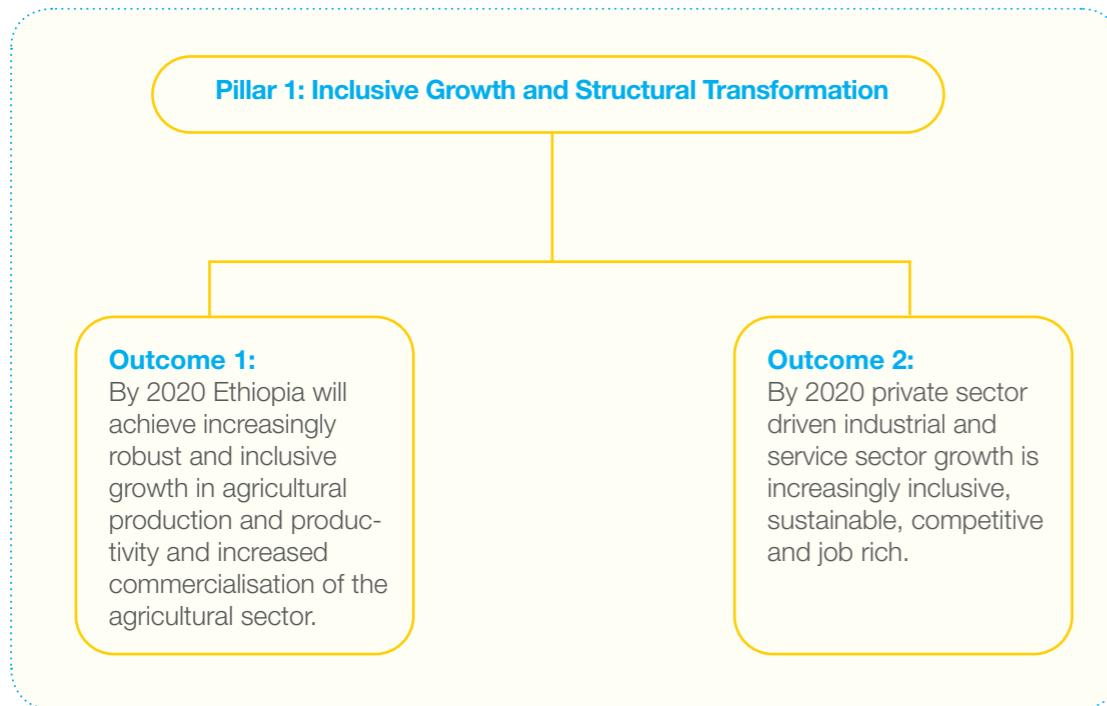 Pillar 1: Inclusive Growth and Structural Transformation
Outcome 1:
By 2020 Ethiopia will
achieve increasingly
robust and inclusive
growth in agricultural
production and produc-
tivity and increased
commercialisation of the
agricultural sector.
Outcome 2:
By 2020 private sector
driven industrial and
service sector growth is
increasingly inclusive,
sustainable, competitive
and job rich.